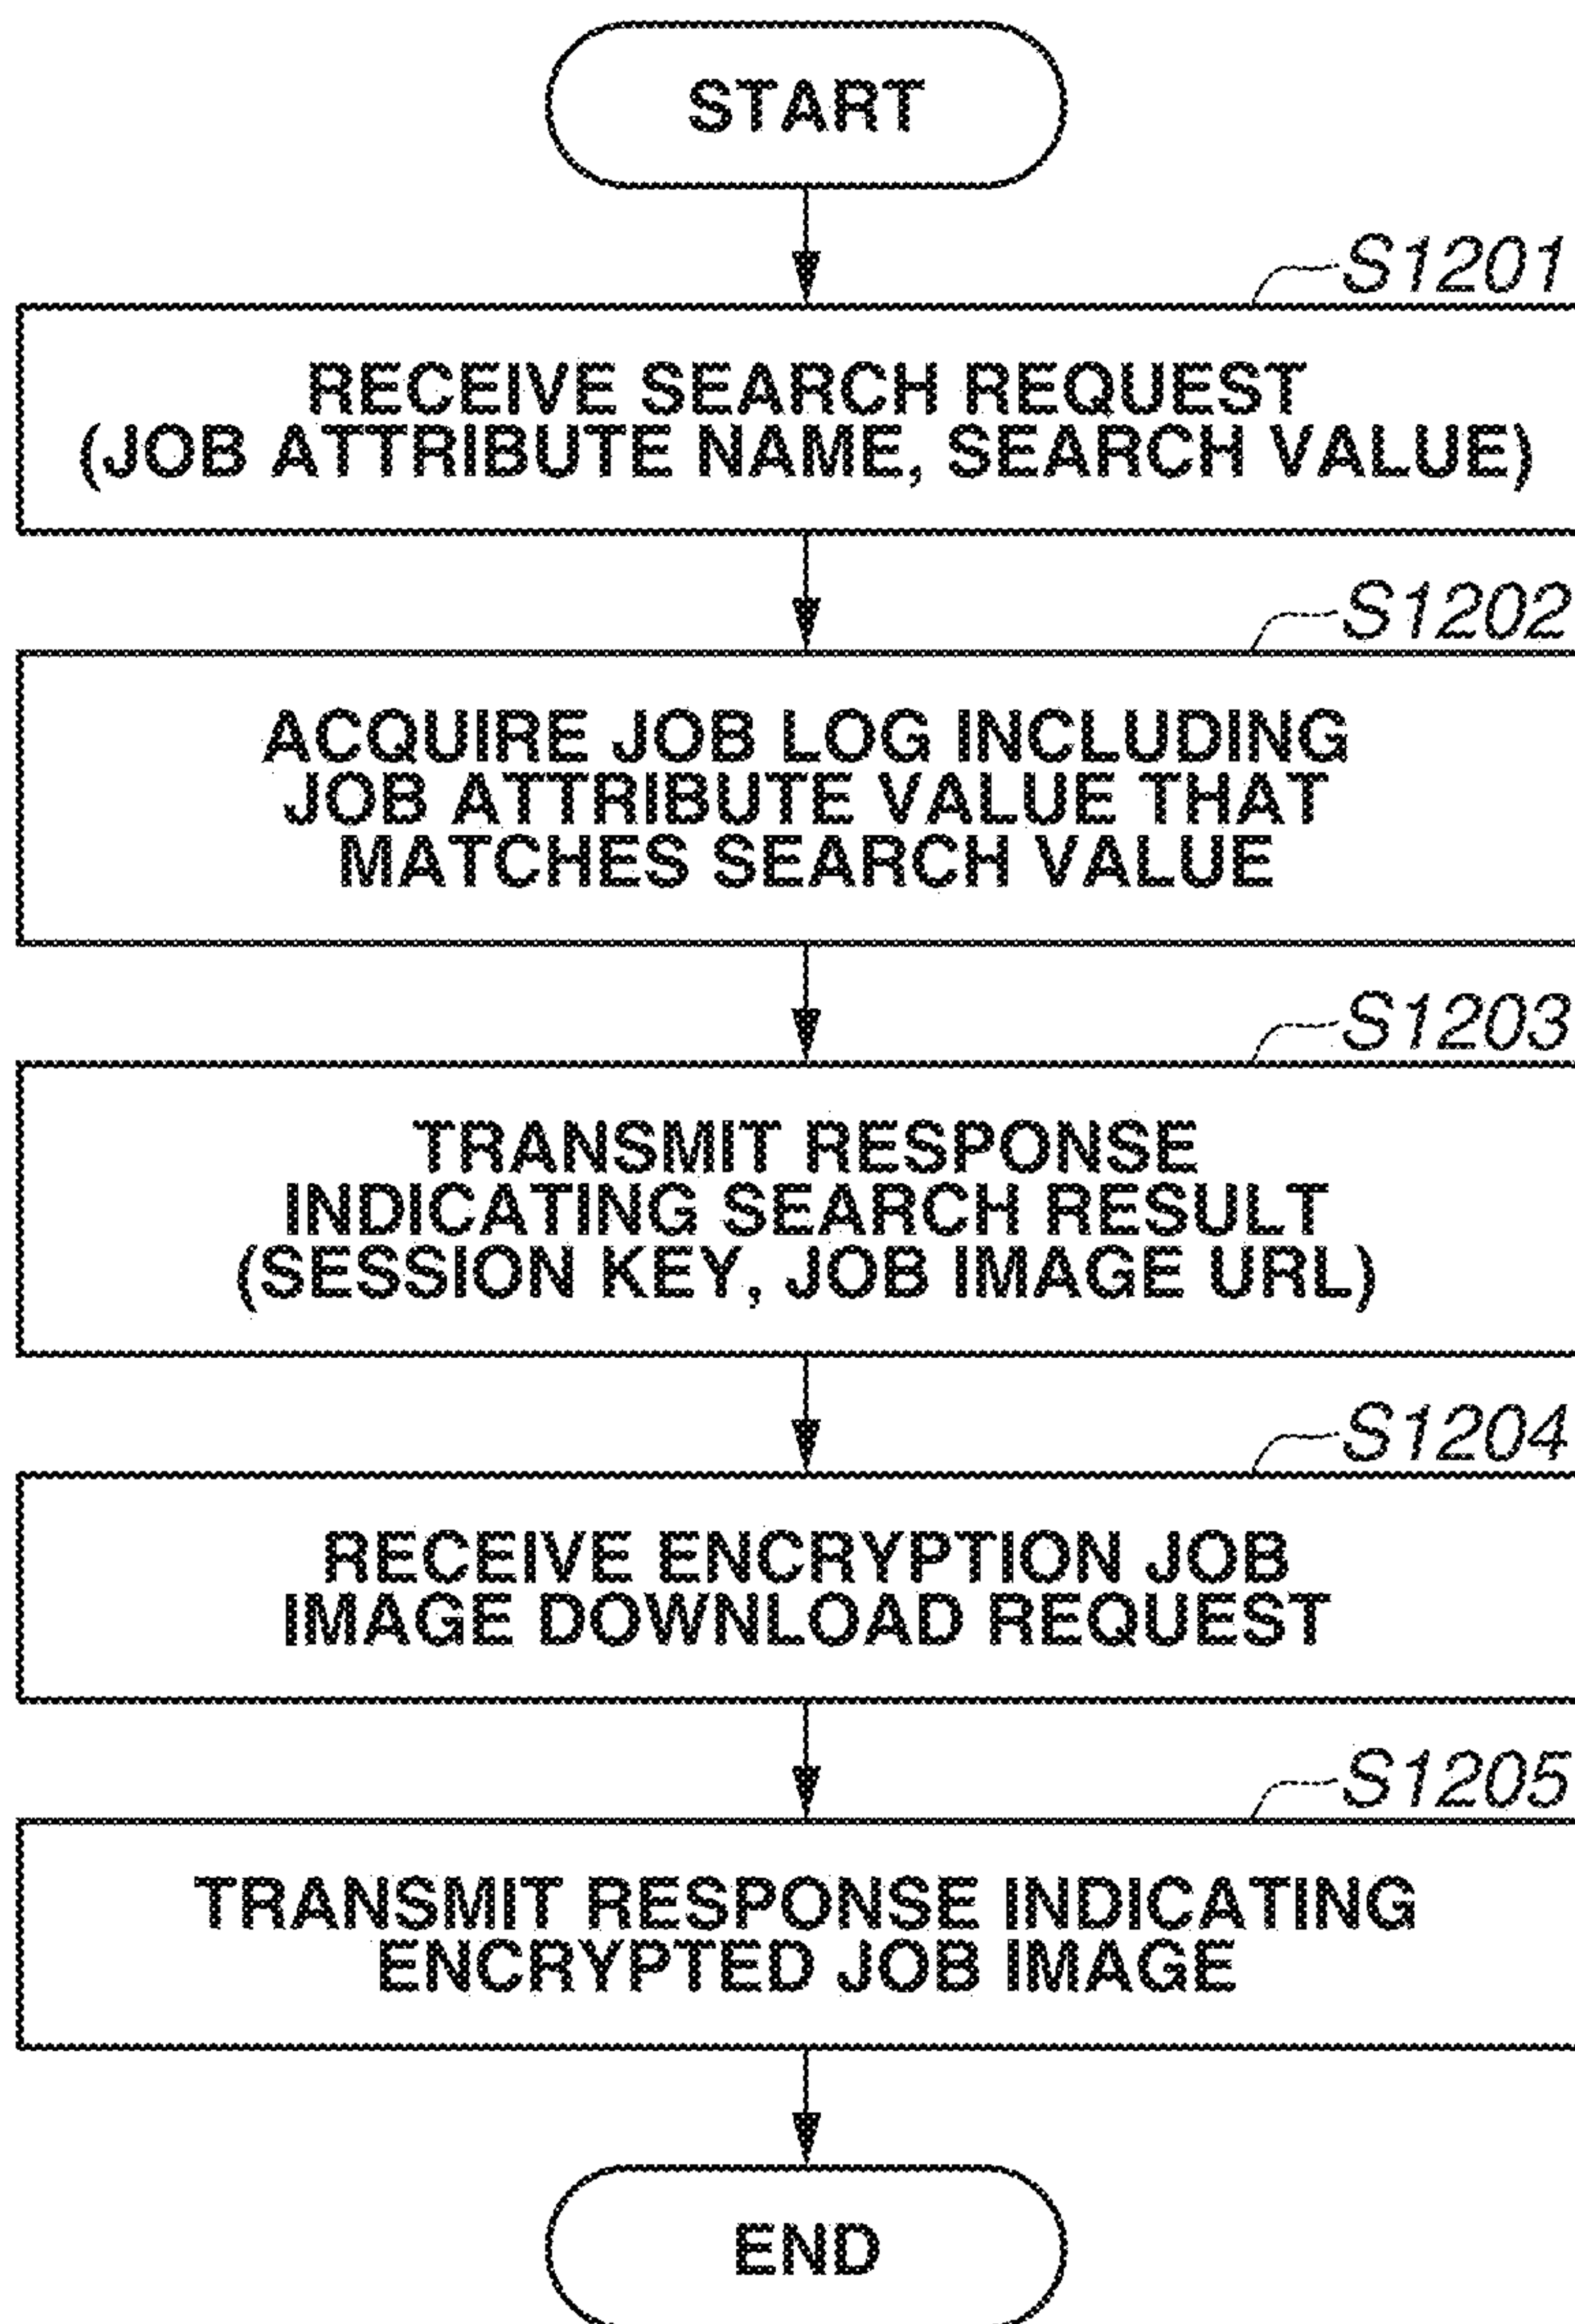 START
S1201
RECEIVE SEARCH REQUEST
(JOB ATTRIBUTE NAME, SEARCH VALUE)
S1202
ACQUIRE JOB LOG INCLUDING
JOB ATTRIBUTE VALUE THAT
MATCHES SEARCH VALUE
S1203
TRANSMIT RESPONSE
INDICATING SEARCH RESULT
(SESSION KEY, JOB IMAGE URL)
S1204
RECEIVE ENCRYPTION JOB
IMAGE DOWNLOAD REQUEST
S1205
TRANSMIT RESPONSE INDICATING
ENCRYPTED JOB IMAGE
END